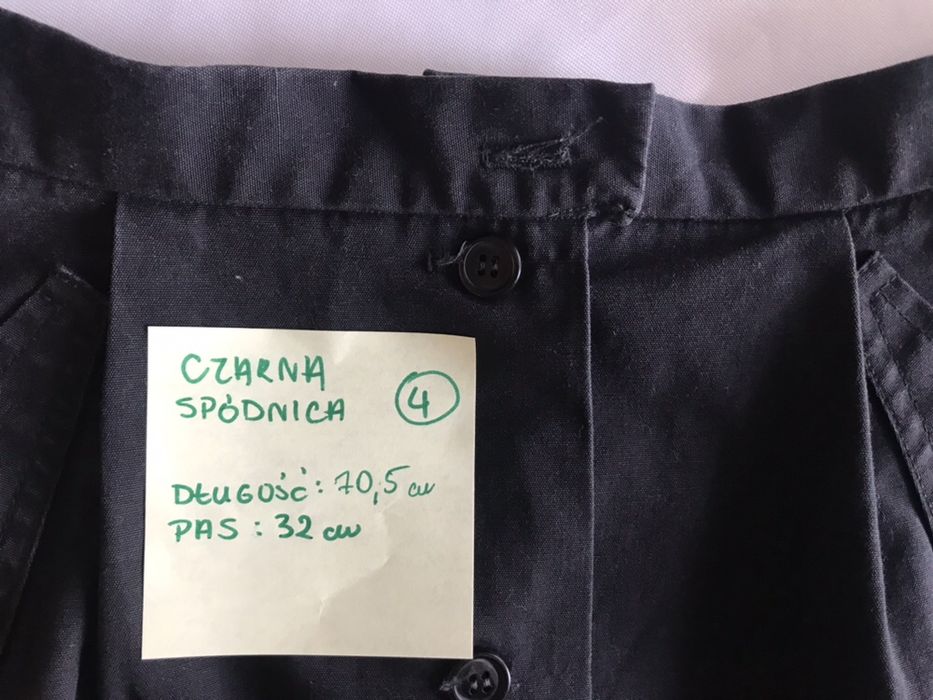 CZARNA
SPÓDNICA 4
DŁUGOŚĆ: 70,5 cm
PAS: 32 cm